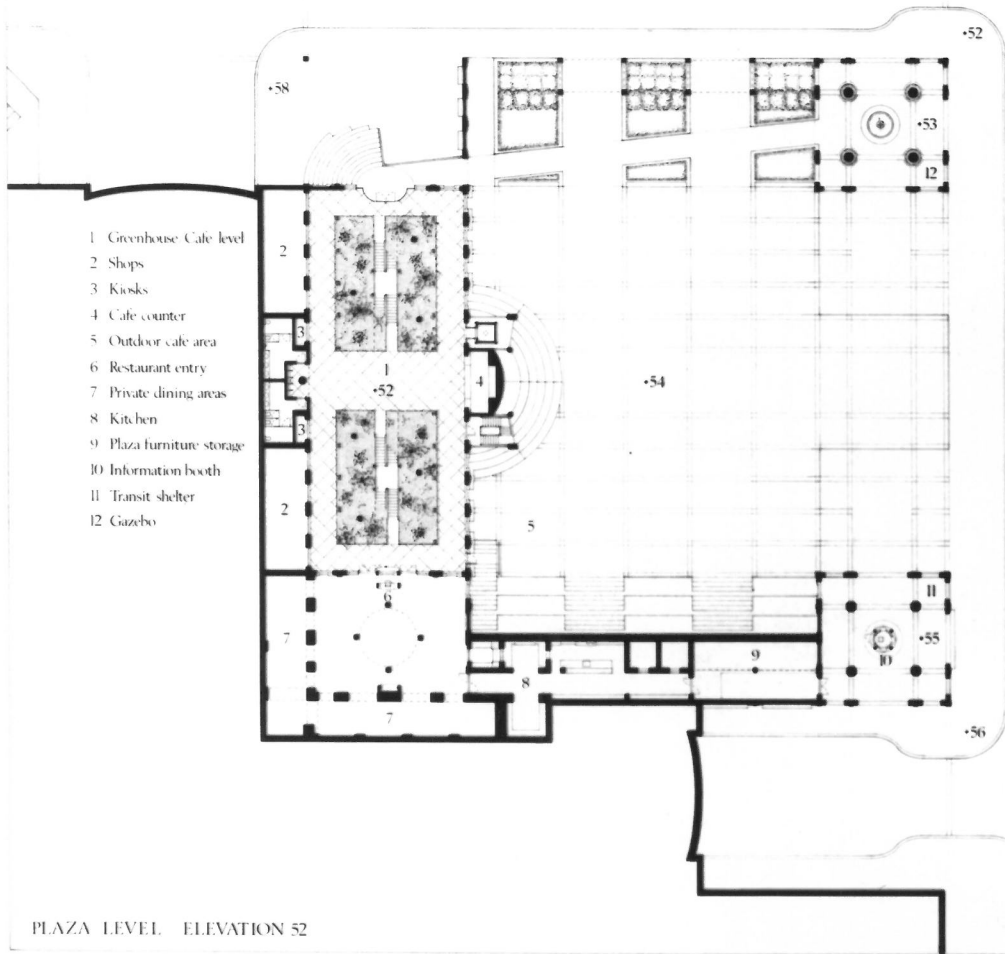 •52
•58
•53
12
1 Greenhouse Cafe level
2 Shops
3 Kiosks
4 Café counter
5 Outdoor cafe area
6 Restaurant entry
7 Private dining areas
8 Kitchen
9 Plaza furniture storage
10 Information booth
11 Transit shelter
12 Gazebo
2
3
1
•52
4
•54
3
2
5
6
11
7
•55
9
10
8
7
•56
PLAZA LEVEL ELEVATION 52